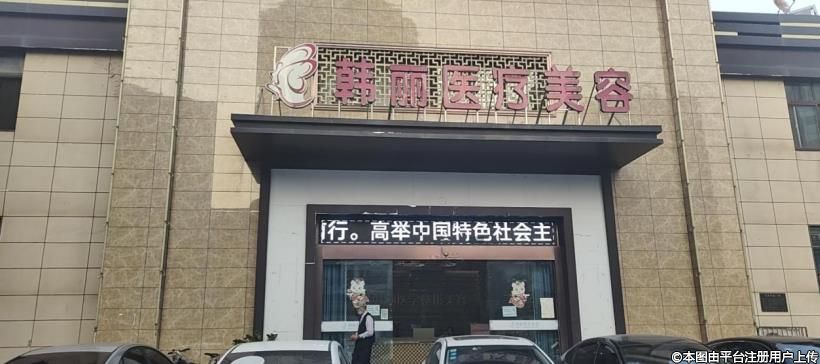 韩丽医疗美容
行。高举中国特色社会主
©本图由平台注册用户上传